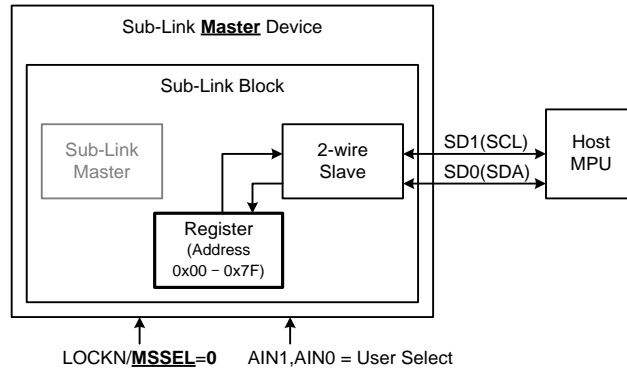 Sub-Link Master Device
Sub-Link Block
Sub-Link
Master
2-wire
Slave
SD1(SCL)
SD0(SDA)
Host
MPU
Register
(Address
0x00 – 0x7F)
LOCKN/MSSEL=0
AIN1,AIN0 = User Select